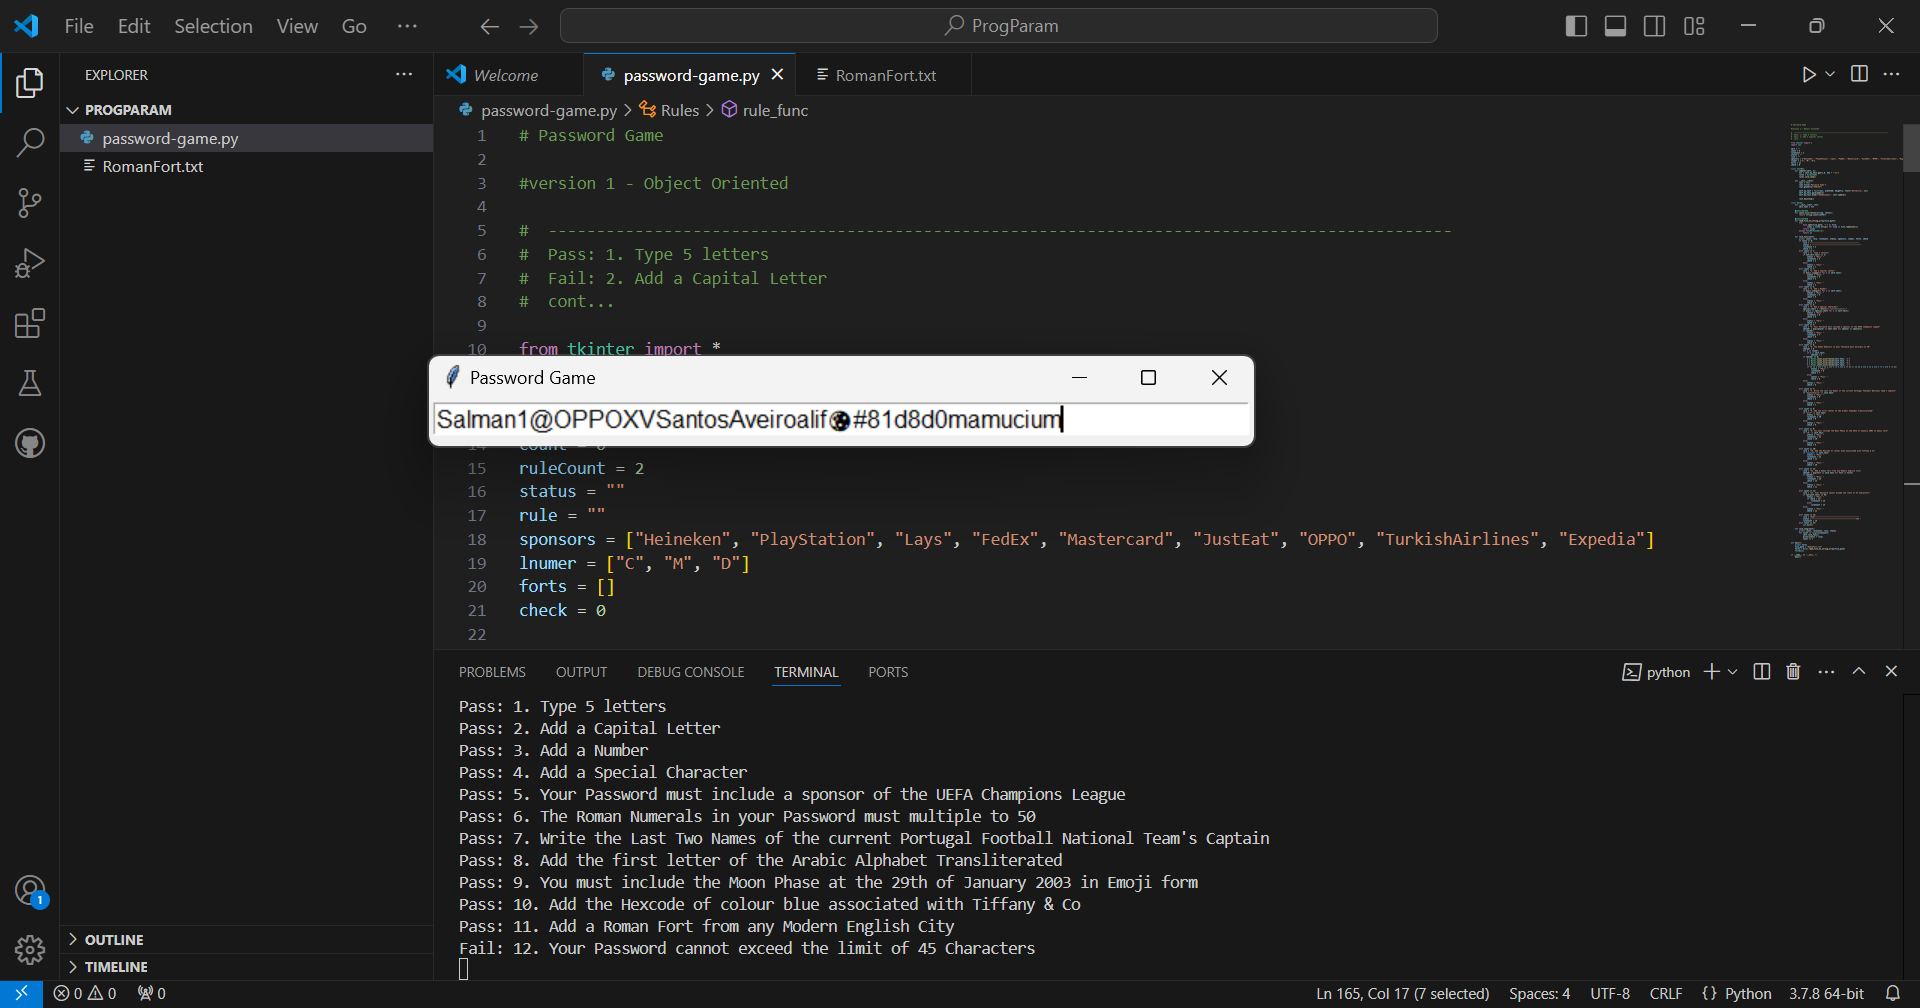 File Edit Selection View Go ··· ProgParam
EXPLORER ···
PROGPARAM
password-game.py
RomanFort.txt
OUTLINE
TIMELINE
Welcome password-game.py RomanFort.txt
password-game.py > Rules > rule_func
1 # Password Game
2
3 #version 1 - Object Oriented
4
5 # ---------------------------------------------------------------------------------------------
6 # Pass: 1. Type 5 letters
7 # Fail: 2. Add a Capital Letter
8 # cont...
9
10 from tkinter import *
Password Game
Salman1@OPPOXVSantosAveiroalif🌘#81d8d0mamucium
15 ruleCount = 2
16 status = ""
17 rule = ""
18 sponsors = ["Heineken", "PlayStation", "Lays", "FedEx", "Mastercard", "JustEat", "OPPO", "TurkishAirlines", "Expedia"]
19 lnumer = ["C", "M", "D"]
20 forts = []
21 check = 0
22
PROBLEMS OUTPUT DEBUG CONSOLE TERMINAL PORTS python
Pass: 1. Type 5 letters
Pass: 2. Add a Capital Letter
Pass: 3. Add a Number
Pass: 4. Add a Special Character
Pass: 5. Your Password must include a sponsor of the UEFA Champions League
Pass: 6. The Roman Numerals in your Password must multiple to 50
Pass: 7. Write the Last Two Names of the current Portugal Football National Team's Captain
Pass: 8. Add the first letter of the Arabic Alphabet Transliterated
Pass: 9. You must include the Moon Phase at the 29th of January 2003 in Emoji form
Pass: 10. Add the Hexcode of colour blue associated with Tiffany & Co
Pass: 11. Add a Roman Fort from any Modern English City
Fail: 12. Your Password cannot exceed the limit of 45 Characters
1
0 0 0 Ln 165, Col 17 (7 selected) Spaces: 4 UTF-8 CRLF {} Python 3.7.8 64-bit